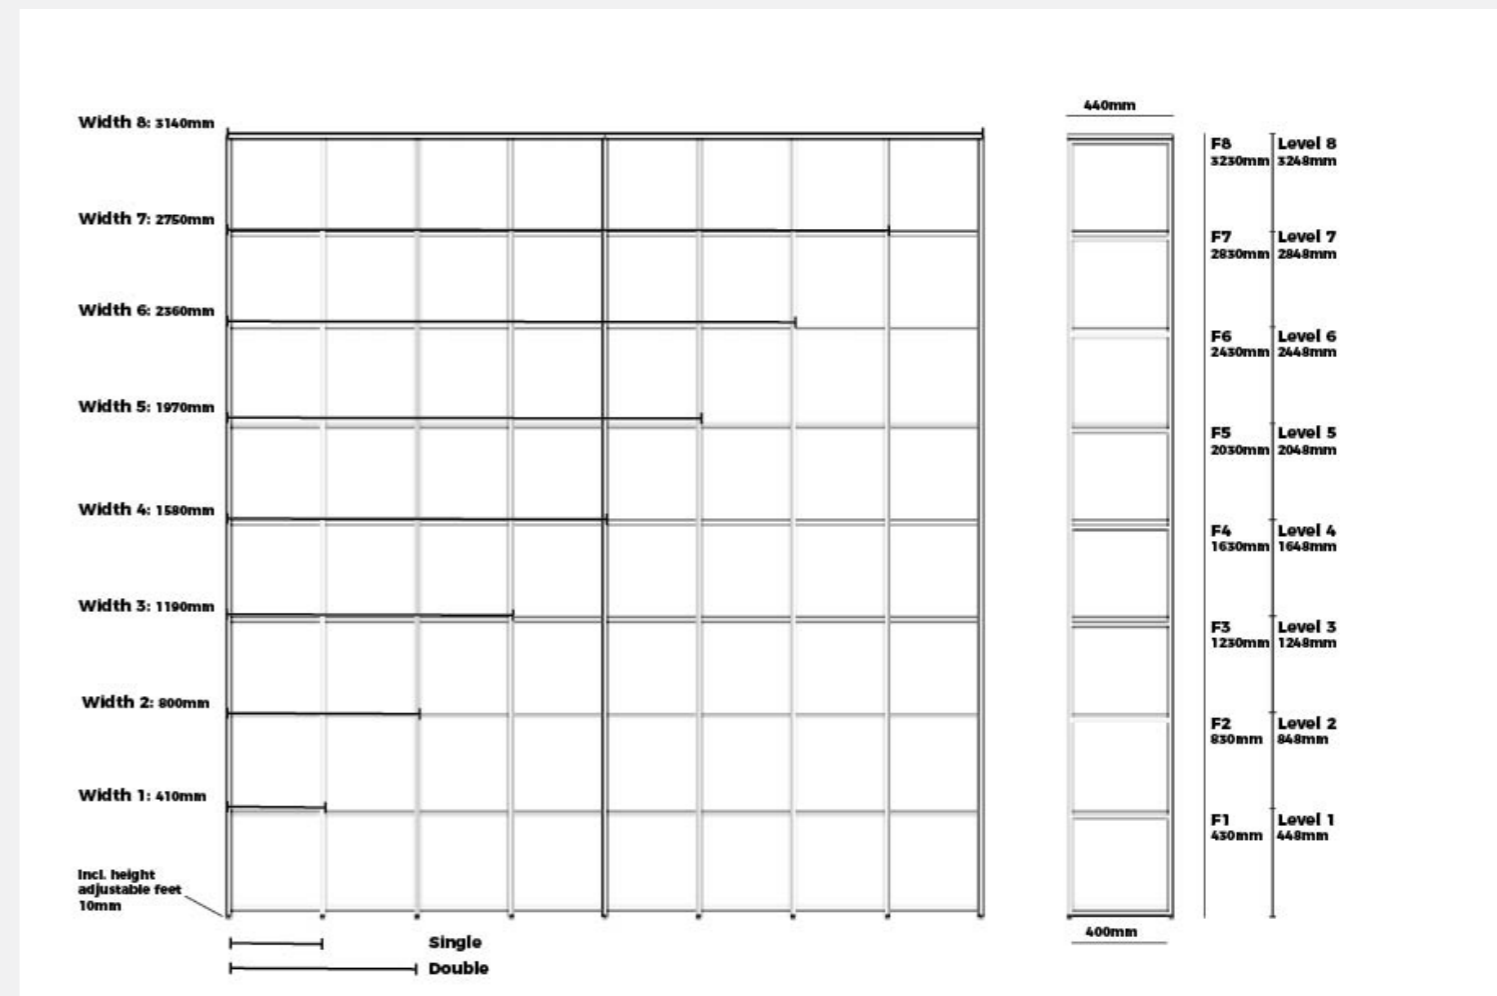 Width 8: 3140mm
Width 7: 2750mm
Width 6: 2360mm
Width 5: 1970mm
Width 4: 1580mm
Width 3: 1190mm
Width 2: 800mm
Width 1: 410mm
Incl. height
adjustable feet
10mm
Single
Double
440mm
F8 Level 8
3230mm 3248mm
F7 Level 7
2830mm 2848mm
F6 Level 6
2430mm 2448mm
F5 Level 5
2030mm 2048mm
F4 Level 4
1630mm 1648mm
F3 Level 3
1230mm 1248mm
F2 Level 2
830mm 848mm
F1 Level 1
430mm 448mm
400mm